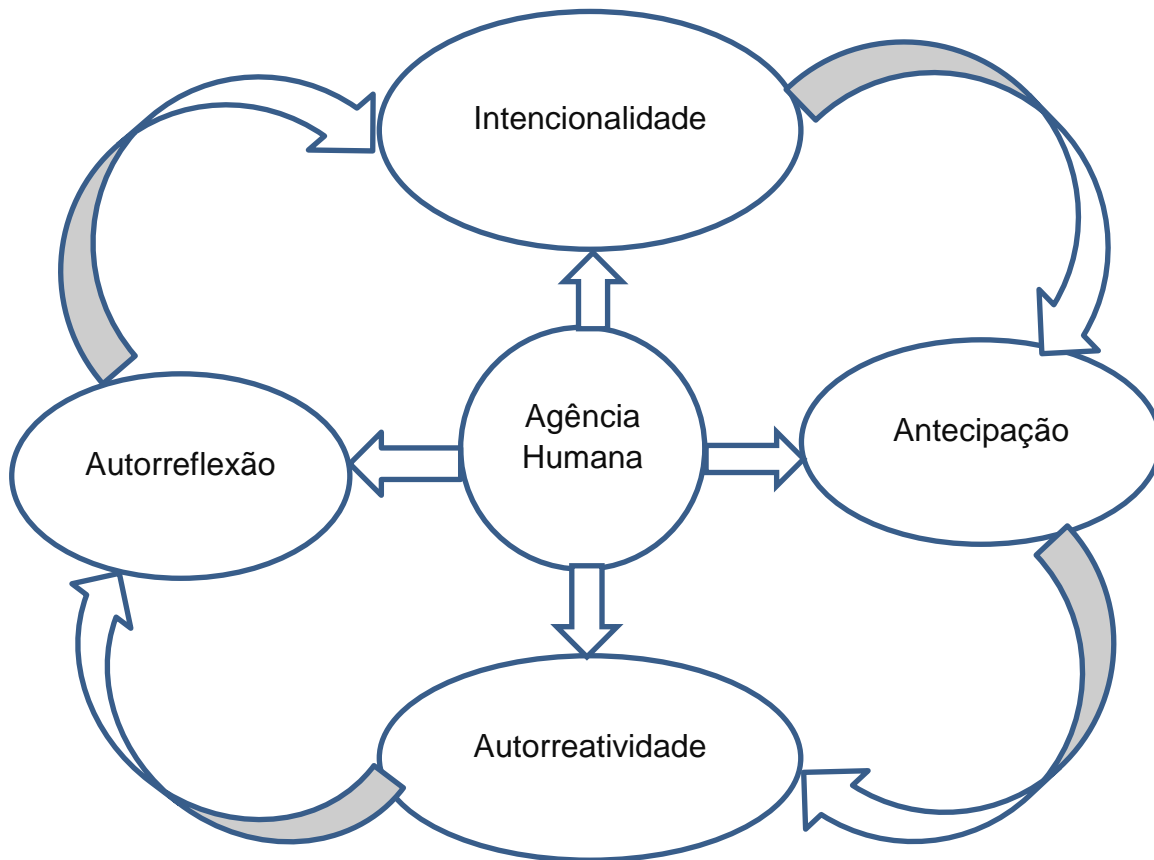 Intencionalidade
Agência
Humana
Antecipação
Autorreflexão
Autorreatividade